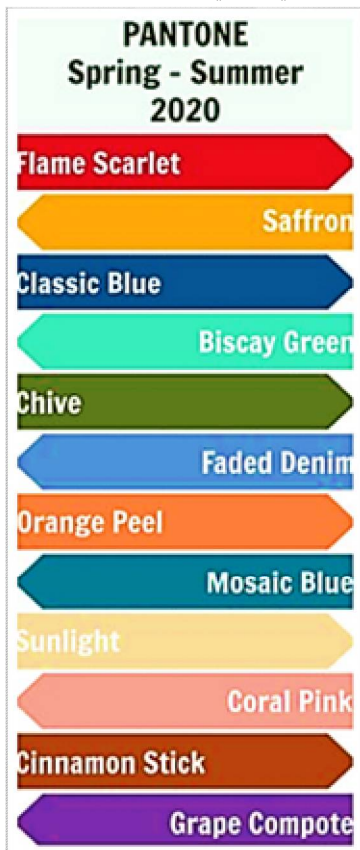 PANTONE
Spring - Summer
2020
Flame Scarlet
Saffron
Classic Blue
Biscay Green
Chive
Faded Denim
Orange Peel
Mosaic Blue
Sunlight
Coral Pink
Cinnamon Stick
Grape Compote